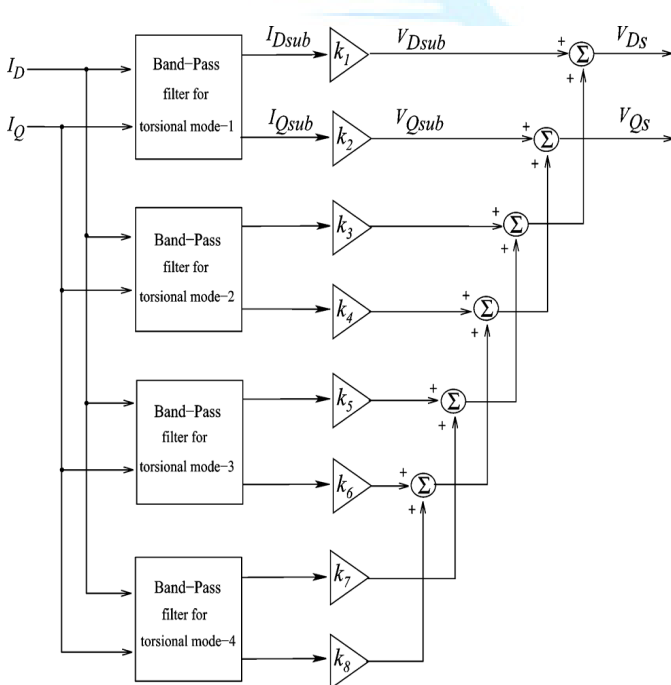 I_D
I_Q
Band-Pass
filter for
torsional mode-1
I_Dsub
k_1
V_Dsub
+
Σ
+
V_Ds
I_Qsub
k_2
V_Qsub
+
Σ
+
V_Qs
Band-Pass
filter for
torsional mode-2
k_3
+
Σ
+
k_4
+
Σ
+
Band-Pass
filter for
torsional mode-3
k_5
+
Σ
+
k_6
+
Σ
+
Band-Pass
filter for
torsional mode-4
k_7
k_8